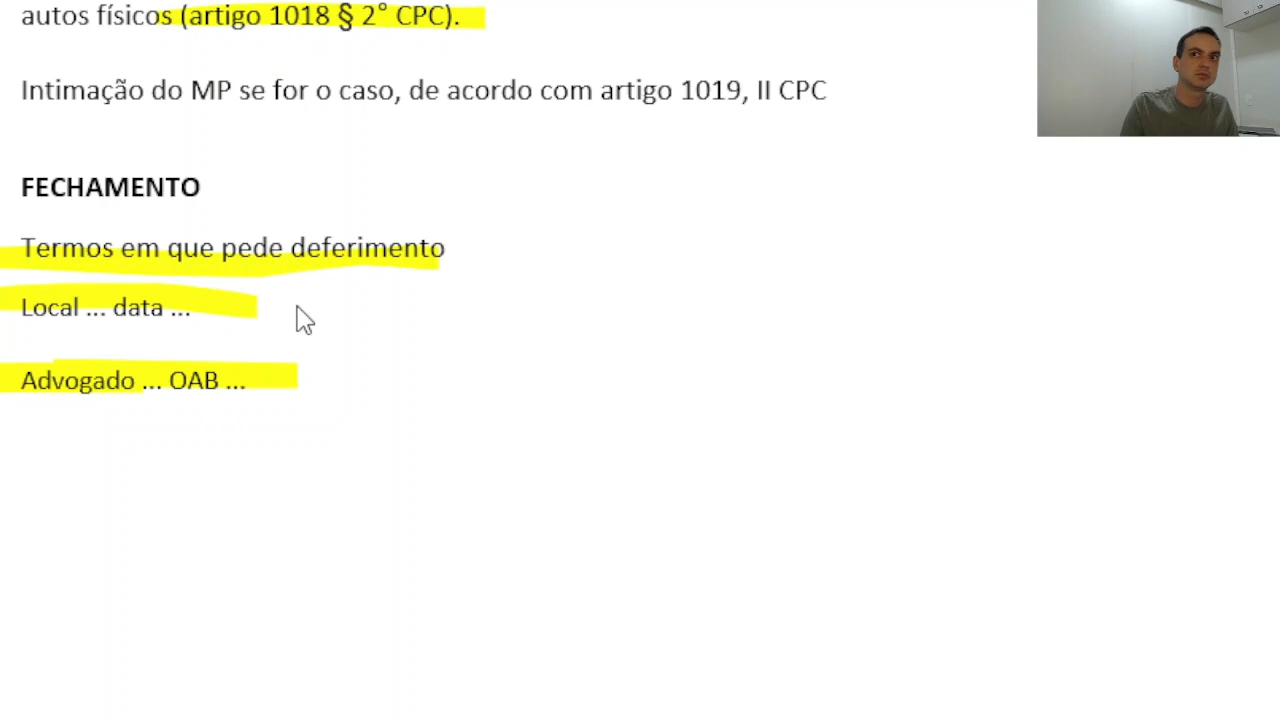 autos físicos (artigo 1018 § 2° CPC).
Intimação do MP se for o caso, de acordo com artigo 1019, II CPC
FECHAMENTO
Termos em que pede deferimento
Local ... data ...
Advogado ... OAB ...